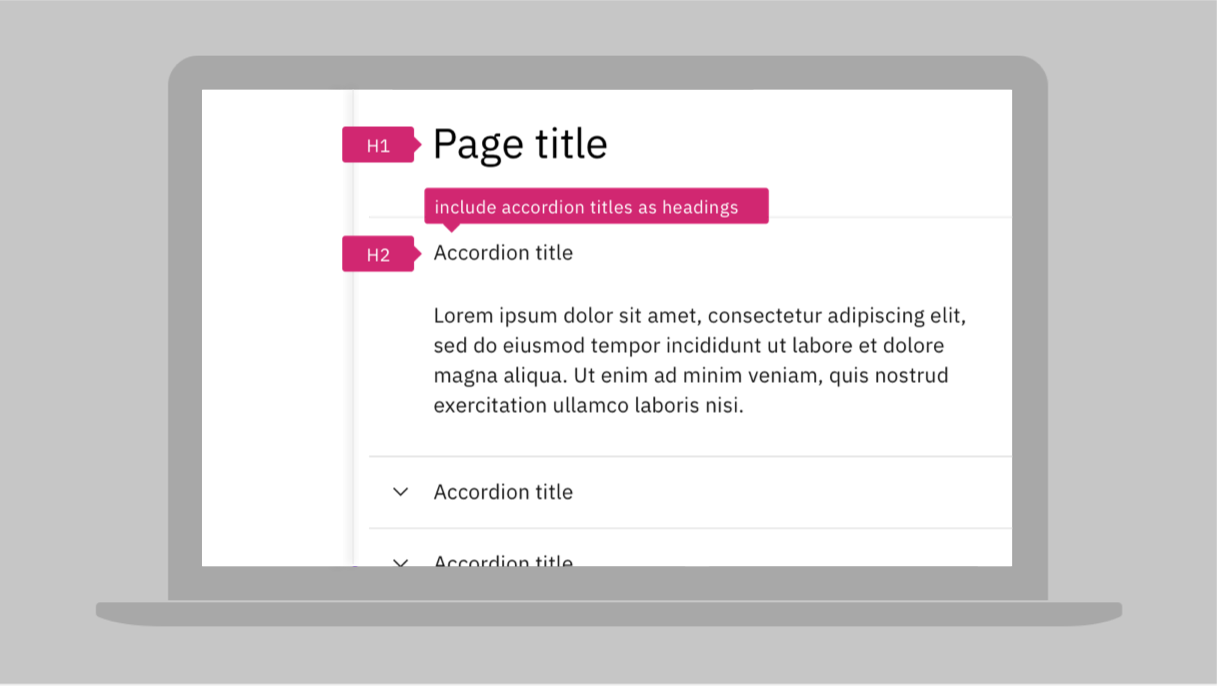 H1
Page title
include accordion titles as headings
H2
Accordion title
Lorem ipsum dolor sit amet, consectetur adipiscing elit,
sed do eiusmod tempor incididunt ut labore et dolore
magna aliqua. Ut enim ad minim veniam, quis nostrud
exercitation ullamco laboris nisi.
Accordion title
Accordion title